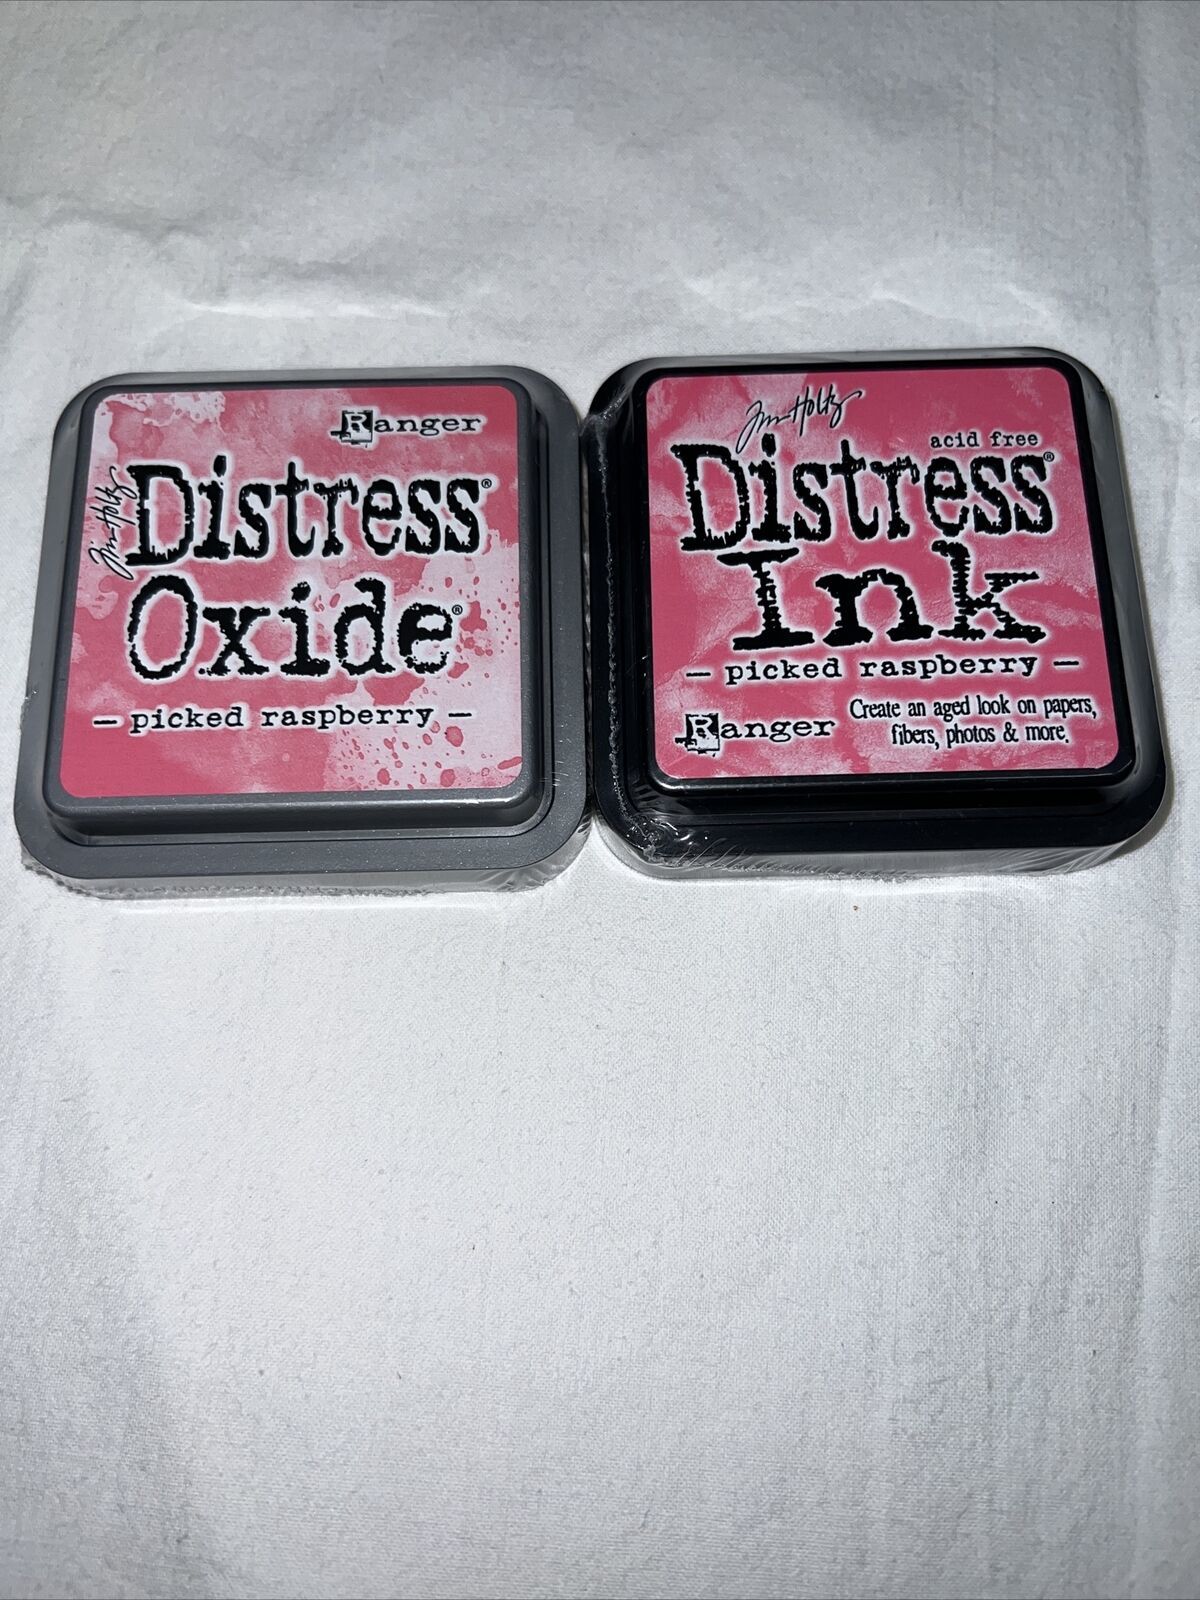 Ranger
Tim Holtz
Distress®
Oxide®
— picked raspberry —
Tim Holtz
acid free
Distress®
Ink
— picked raspberry —
Ranger
Create an aged look on papers,
fibers, photos & more.